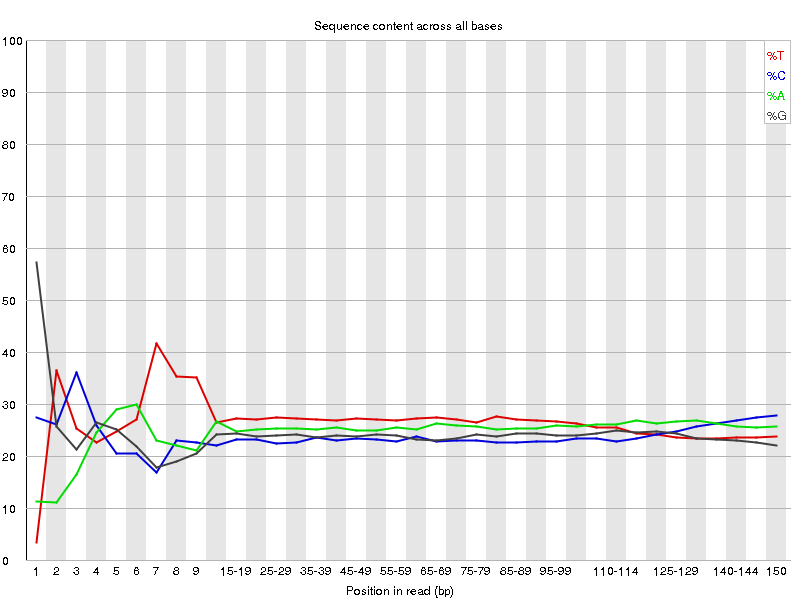 Sequence content across all bases
100
90
80
70
60
50
40
30
20
10
0
%T
%C
%A
%G
1 2 3 4 5 6 7 8 9 15-19 25-29 35-39 45-49 55-59 65-69 75-79 85-89 95-99 110-114 125-129 140-144 150
Position in read (bp)